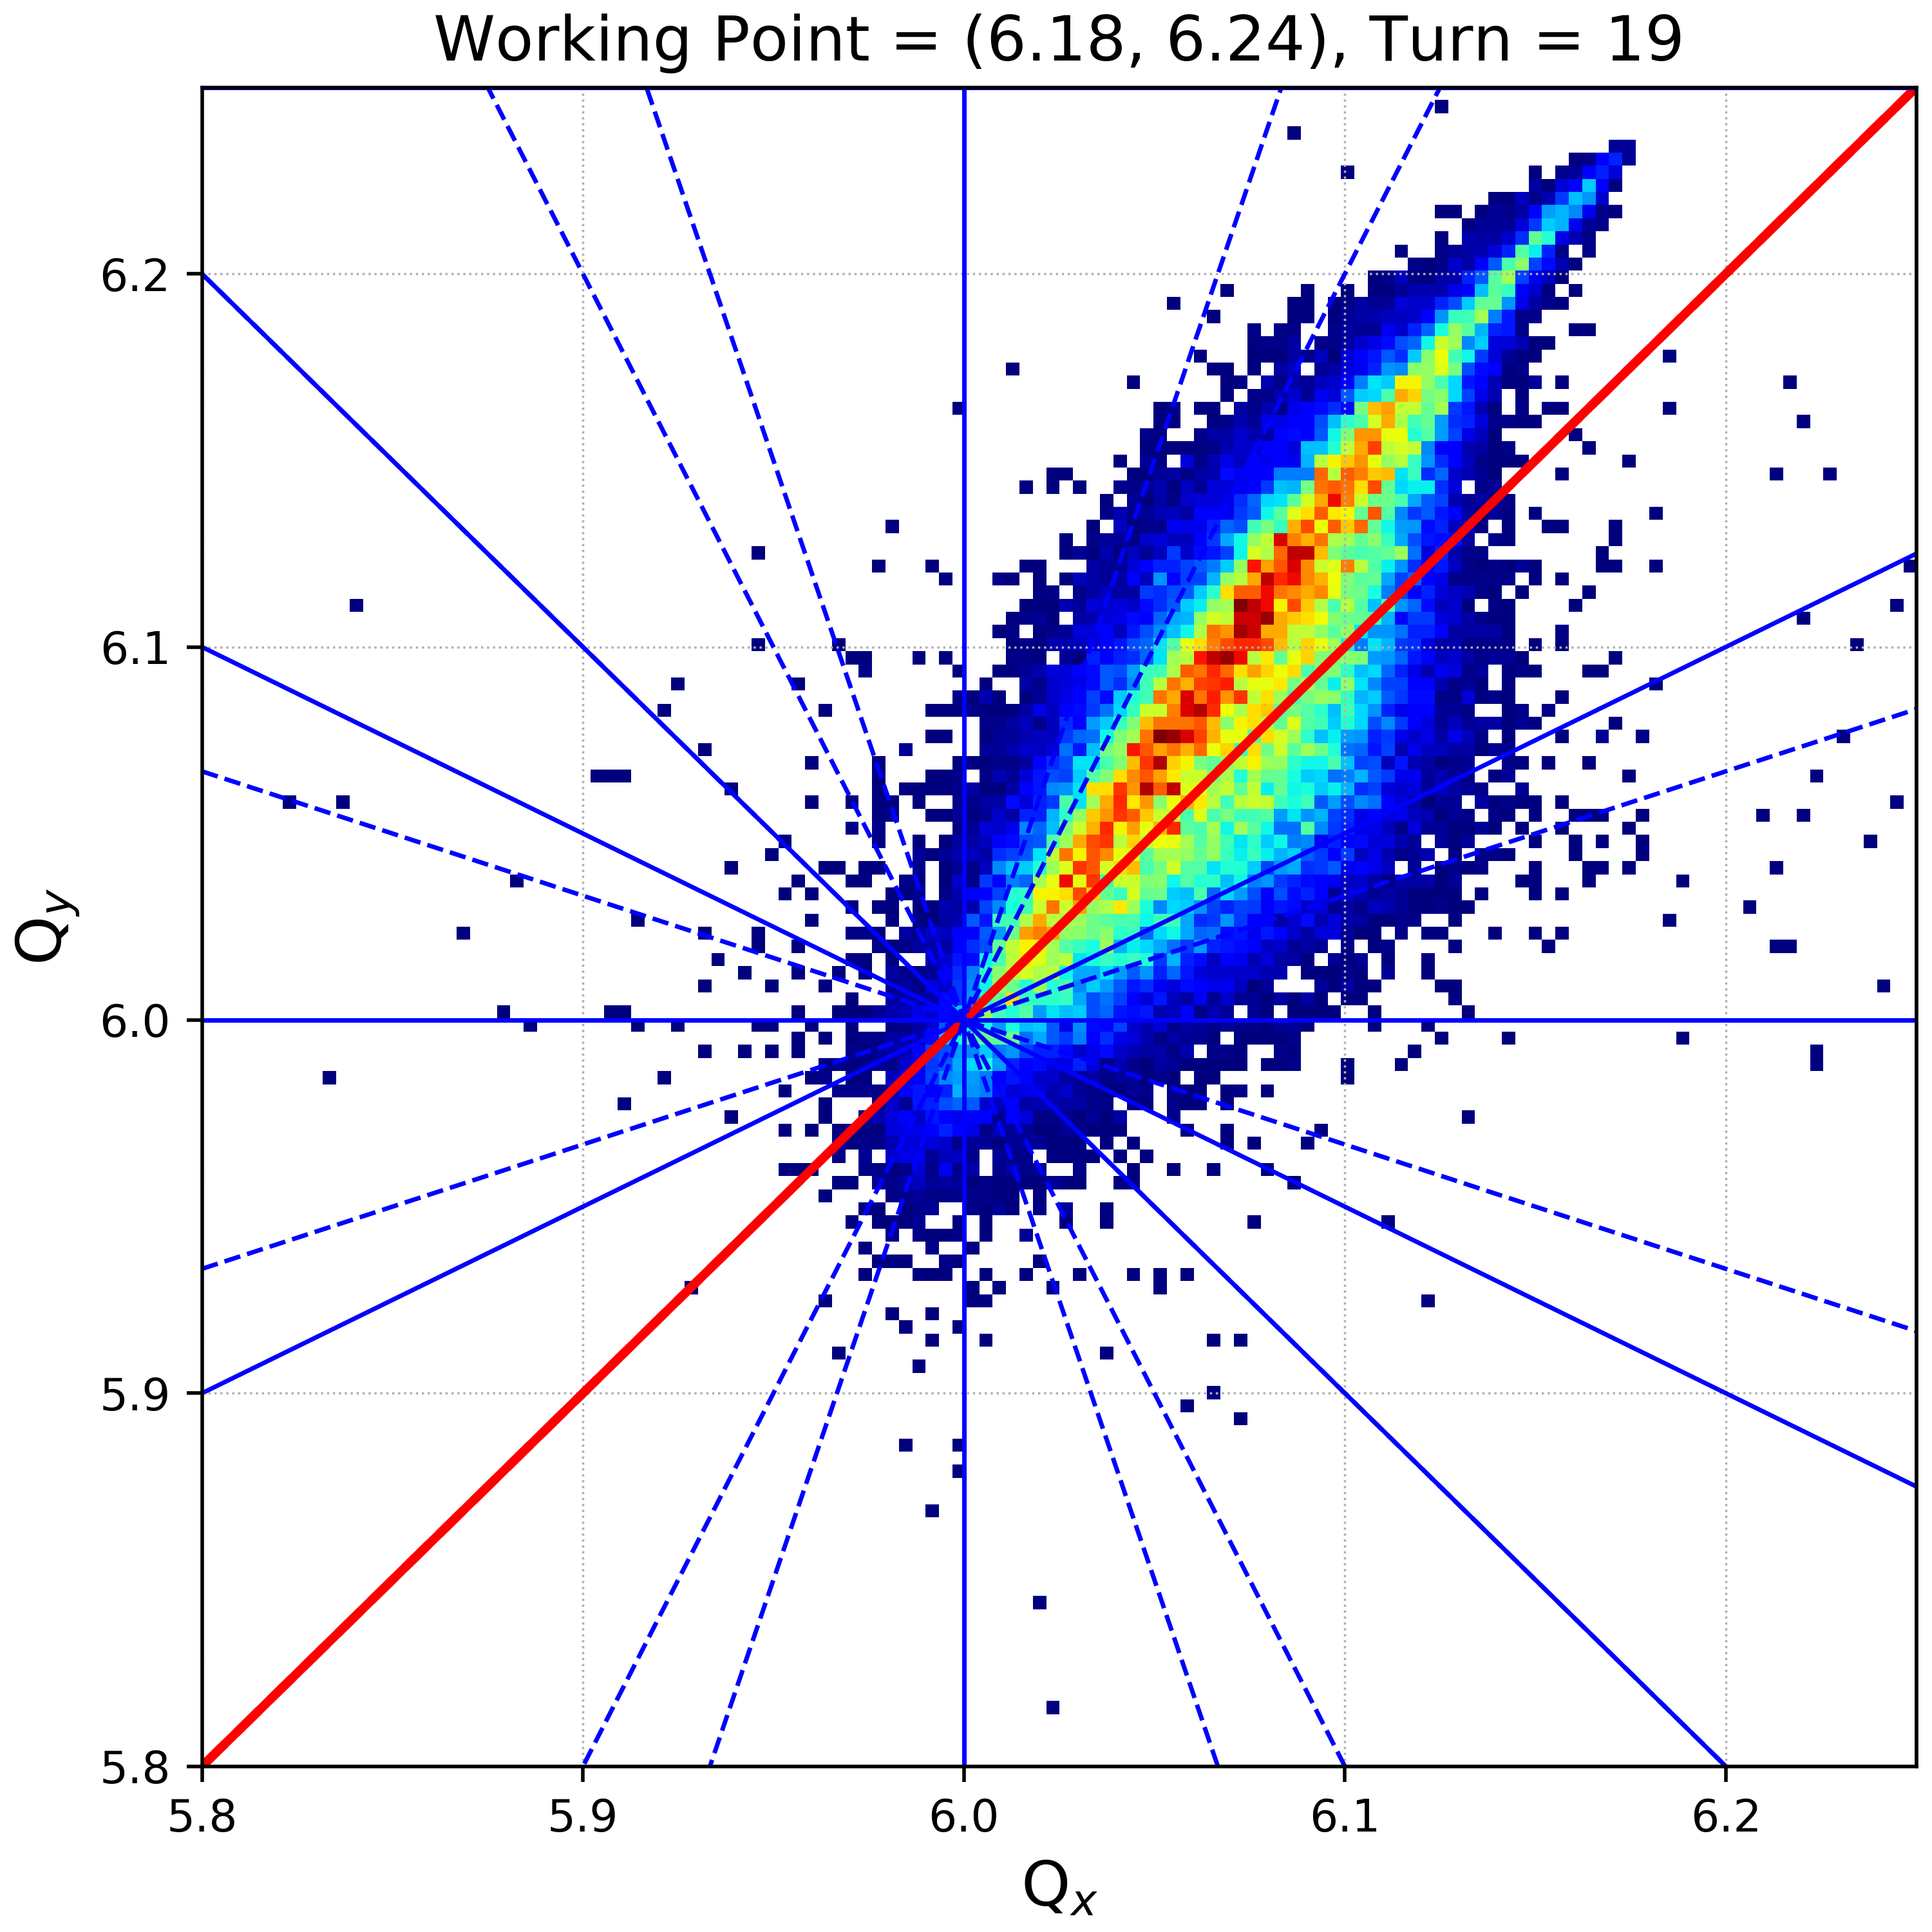 Working Point = (6.18, 6.24), Turn = 19
6.2
6.1
6.0
5.9
5.8
Qy
5.8 5.9 6.0 6.1 6.2
Qx